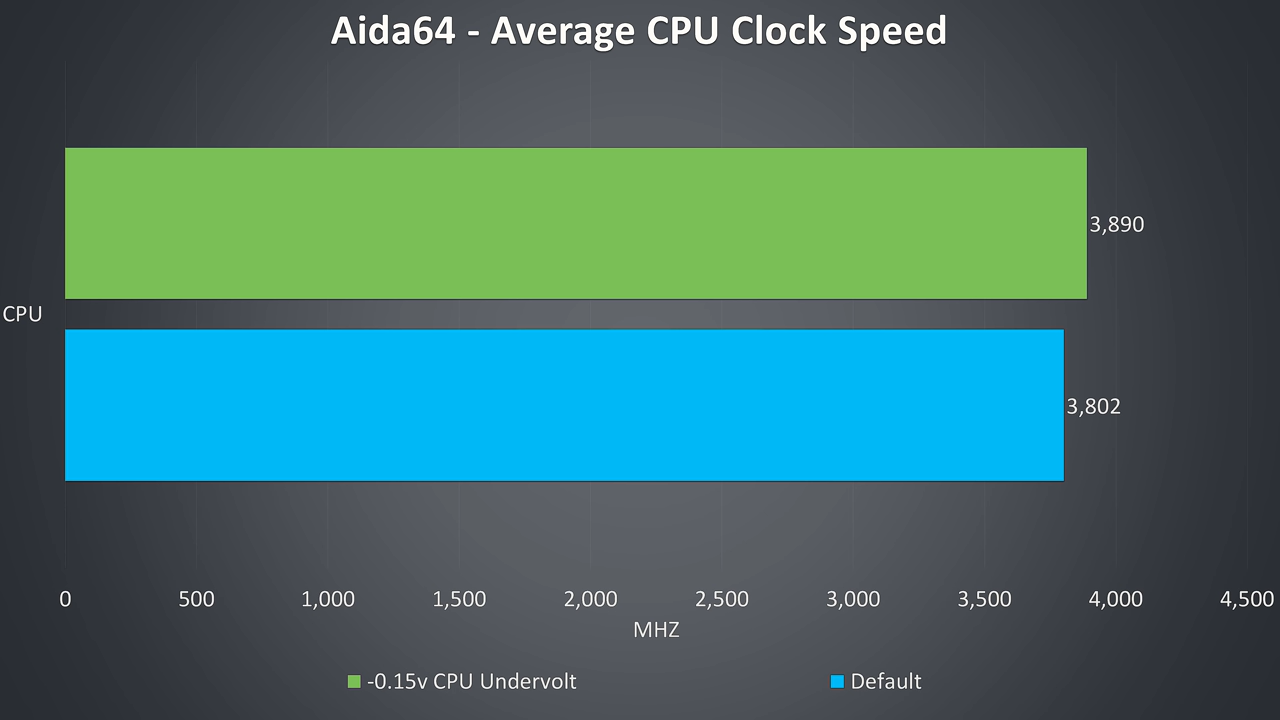 Aida64 - Average CPU Clock Speed
3,890
CPU
3,802
0 500 1,000 1,500 2,000 2,500 3,000 3,500 4,000 4,500
MHZ
-0.15v CPU Undervolt Default